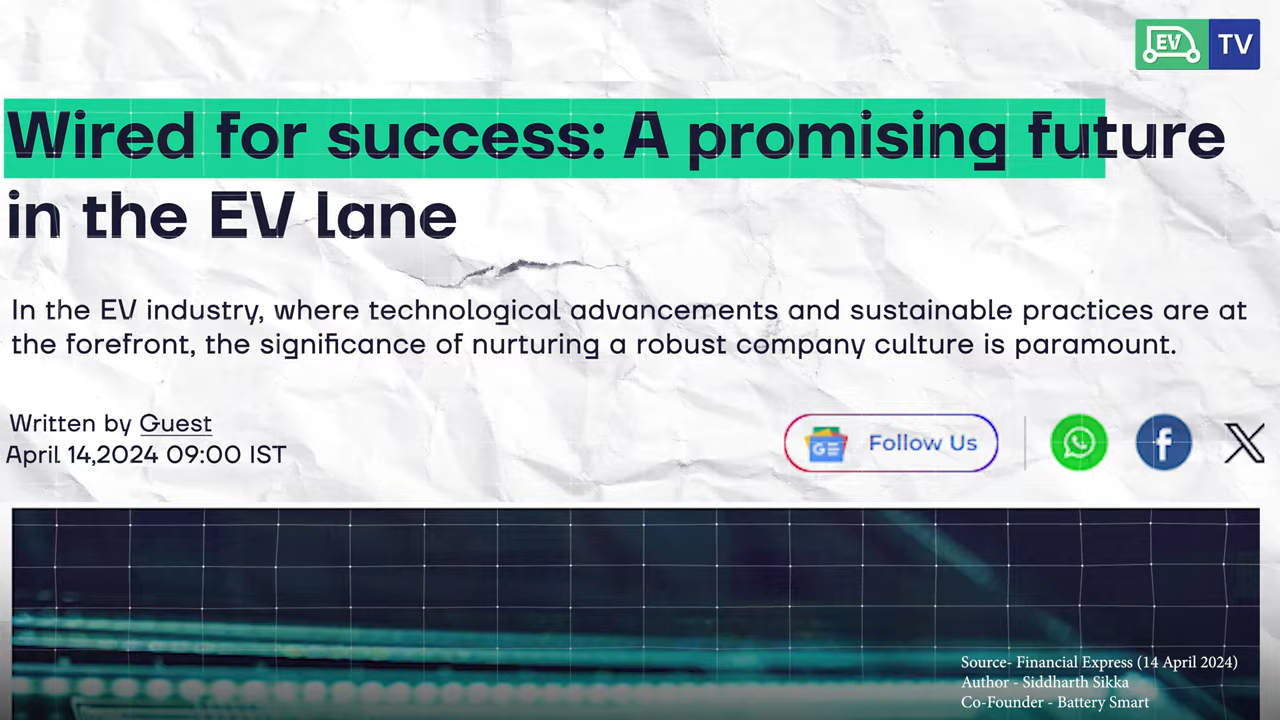 EV TV
Wired for success: A promising future
in the EV lane
In the EV industry, where technological advancements and sustainable practices are at
the forefront, the significance of nurturing a robust company culture is paramount.
Written by Guest
April 14,2024 09:00 IST
GE Follow Us
Source- Financial Express (14 April 2024)
Author - Siddharth Sikka
Co-Founder - Battery Smart